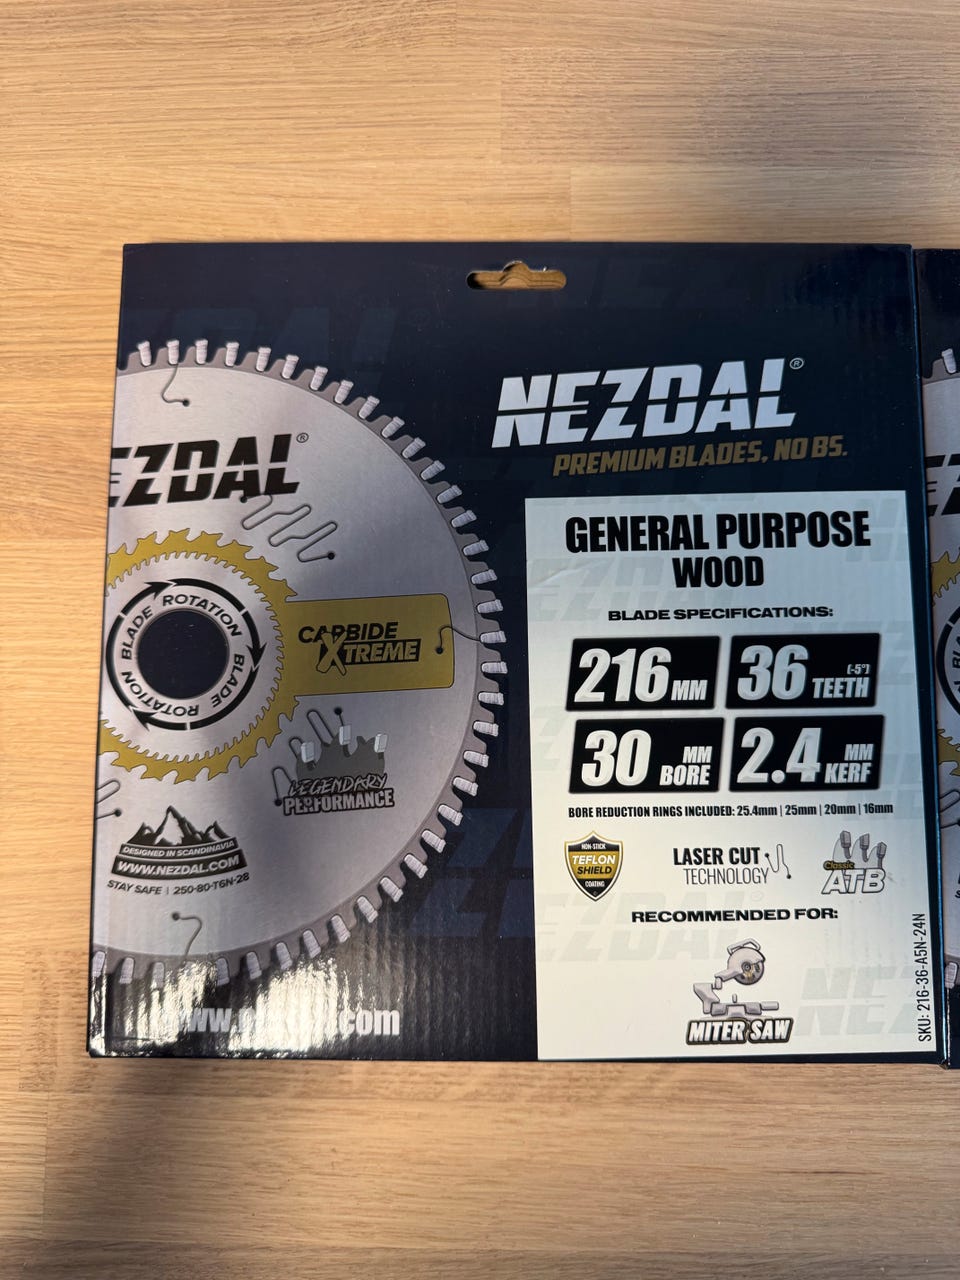 NEZDAL®
PREMIUM BLADES, NO BS.
EZDAL®
BLADE ROTATION
BLADE ROTATION
CARBIDE
XTREME
LEGENDARY
PERFORMANCE
DESIGNED IN SCANDINAVIA
WWW.NEZDAL.COM
STAY SAFE | 250-80-T6N-28
.com
GENERAL PURPOSE
WOOD
BLADE SPECIFICATIONS:
216 MM
36 (-5°) TEETH
30 MM BORE
2.4 MM KERF
BORE REDUCTION RINGS INCLUDED: 25.4mm | 25mm | 20mm | 16mm
NON-STICK
TEFLON
SHIELD
COATING
LASER CUT
TECHNOLOGY
Classic
ATB
RECOMMENDED FOR:
MITER SAW
SKU: 216-36-A5N-24N